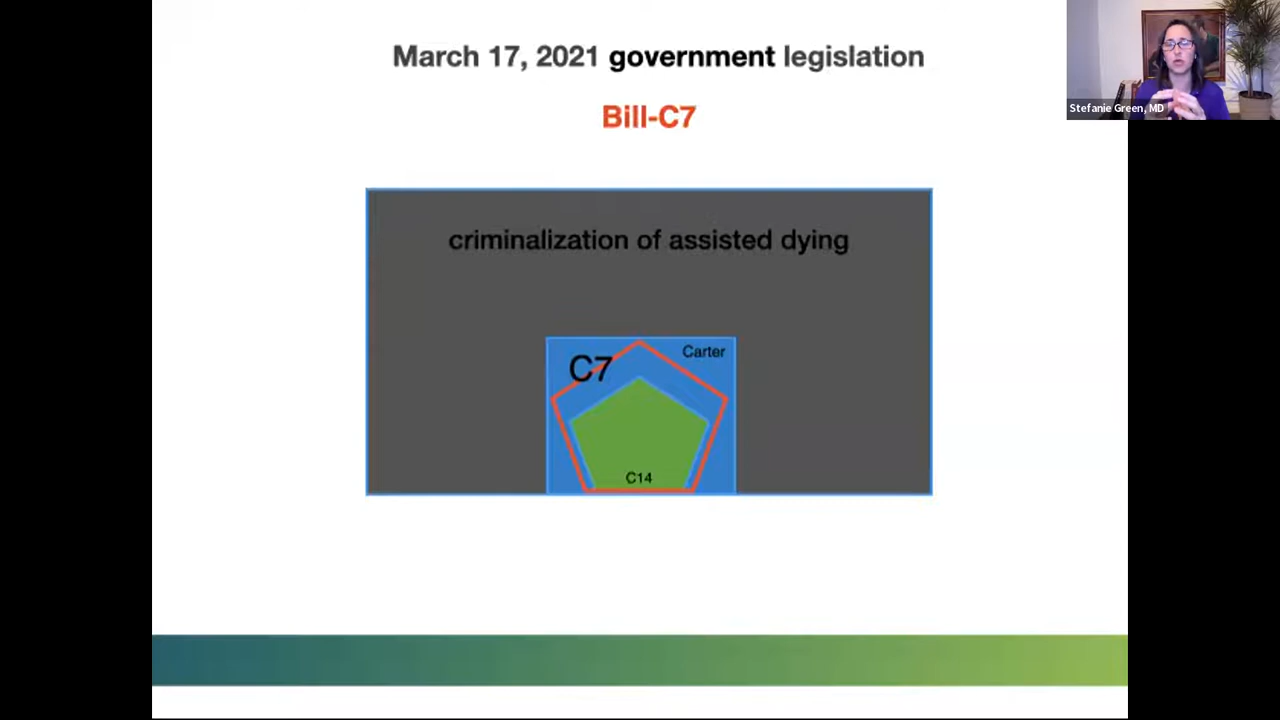 March 17, 2021 government legislation
Bill-C7
Stefanie Green, MD
criminalization of assisted dying
Carter
C7
C14